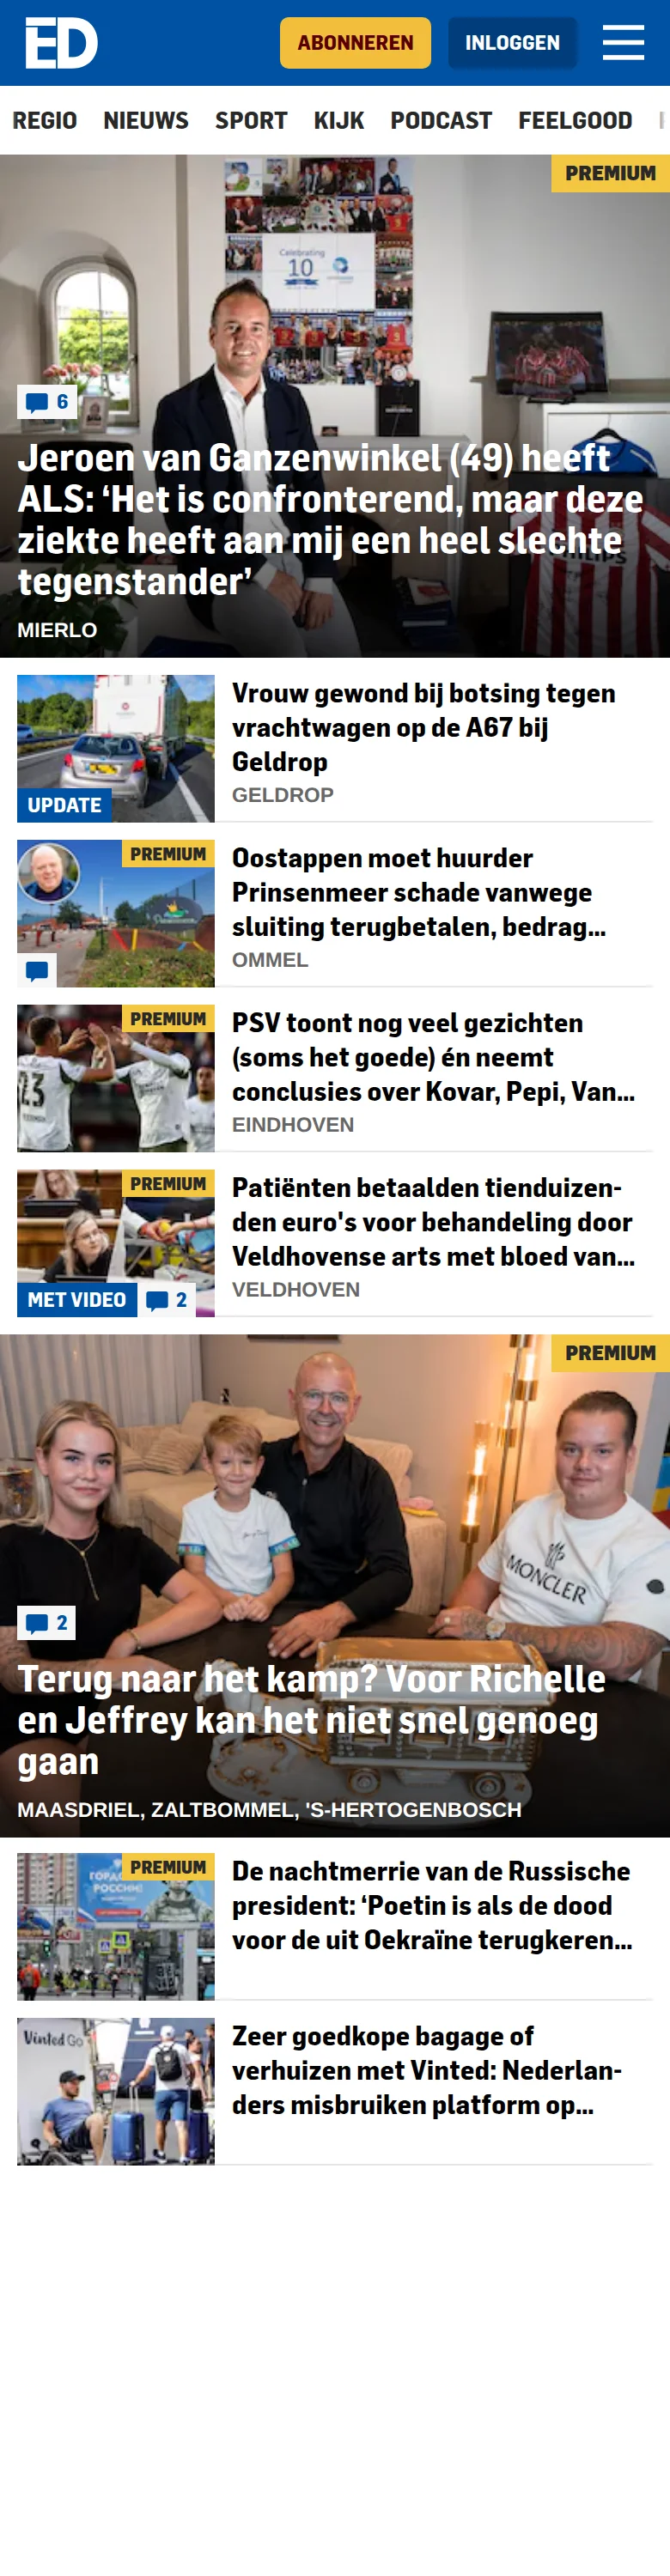 ED
ABONNEREN
INLOGGEN
REGIO NIEUWS SPORT KIJK PODCAST FEELGOOD
PREMIUM
Celebrating
10
6
Jeroen van Ganzenwinkel (49) heeft
ALS: ‘Het is confronterend, maar deze
ziekte heeft aan mij een heel slechte
tegenstander’
MIERLO
UPDATE
Vrouw gewond bij botsing tegen
vrachtwagen op de A67 bij
Geldrop
GELDROP
PREMIUM
Oostappen moet huurder
Prinsenmeer schade vanwege
sluiting terugbetalen, bedrag...
OMMEL
PREMIUM
23
PSV toont nog veel gezichten
(soms het goede) én neemt
conclusies over Kovar, Pepi, Van...
EINDHOVEN
PREMIUM
MET VIDEO
2
Patiënten betaalden tienduizen-
den euro's voor behandeling door
Veldhovense arts met bloed van...
VELDHOVEN
PREMIUM
MONCLER
2
Terug naar het kamp? Voor Richelle
en Jeffrey kan het niet snel genoeg
gaan
MAASDRIEL, ZALTBOMMEL, 'S-HERTOGENBOSCH
PREMIUM
De nachtmerrie van de Russische
president: ‘Poetin is als de dood
voor de uit Oekraïne terugkeren...
Vinted Go
Zeer goedkope bagage of
verhuizen met Vinted: Nederlan-
ders misbruiken platform op...